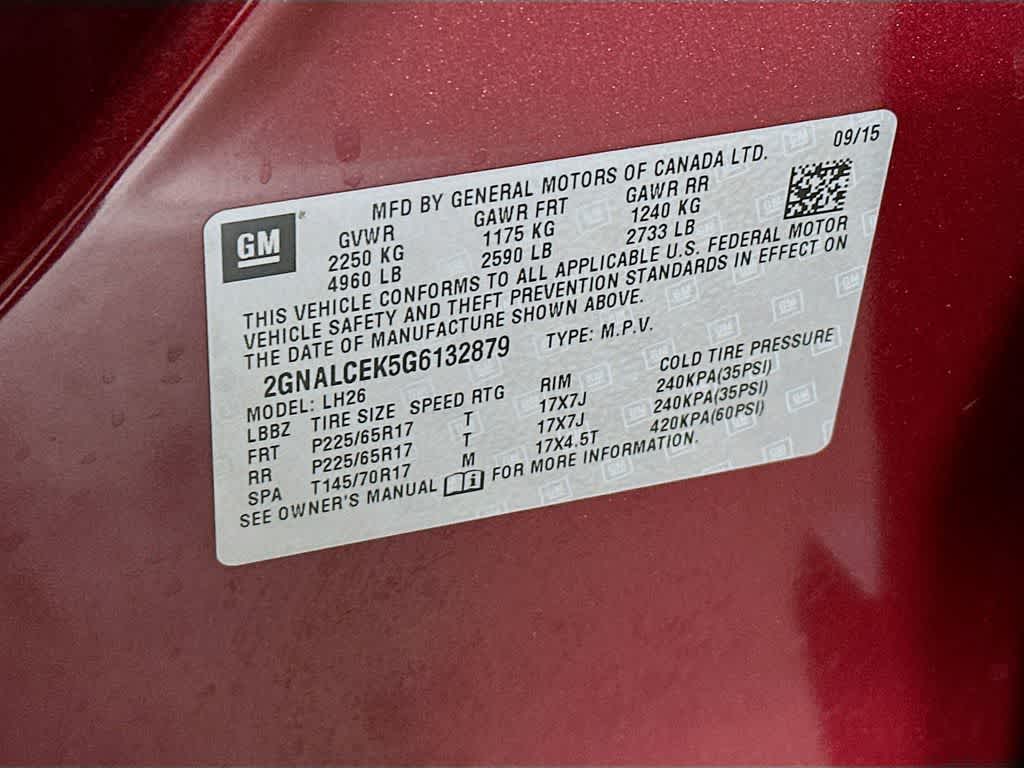 GM
MFD BY GENERAL MOTORS OF CANADA LTD. 09/15
GVWR GAWR FRT GAWR RR
2250 KG 1175 KG 1240 KG
4960 LB 2590 LB 2733 LB
THIS VEHICLE CONFORMS TO ALL APPLICABLE U.S. FEDERAL MOTOR
VEHICLE SAFETY AND THEFT PREVENTION STANDARDS IN EFFECT ON
THE DATE OF MANUFACTURE SHOWN ABOVE.
2GNALCEK5G6132879 TYPE: M.P.V.
MODEL: LH26
LBBZ TIRE SIZE SPEED RTG RIM COLD TIRE PRESSURE
FRT P225/65R17 T 17X7J 240KPA(35PSI)
RR P225/65R17 T 17X7J 240KPA(35PSI)
SPA T145/70R17 M 17X4.5T 420KPA(60PSI)
SEE OWNER'S MANUAL i FOR MORE INFORMATION.